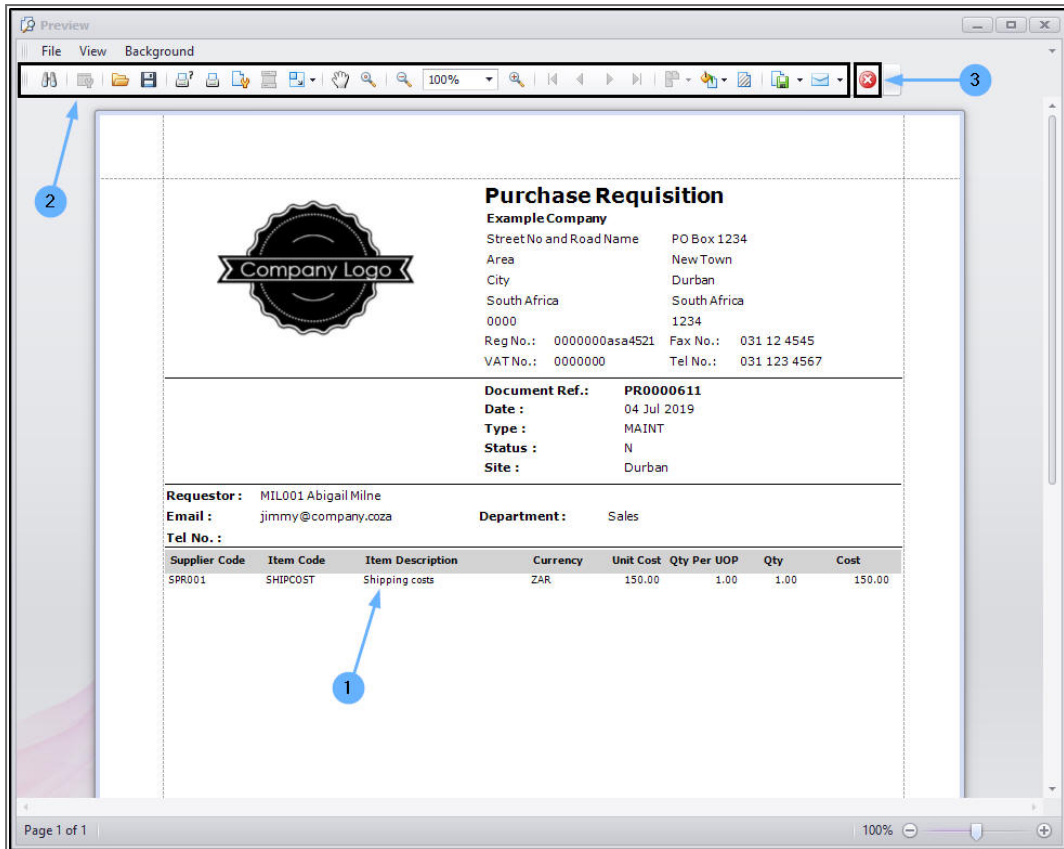 Preview
File View Background
100%
3
2
Purchase Requisition
Example Company
Street No and Road Name PO Box 1234
Area New Town
City Durban
South Africa South Africa
0000 1234
Reg No.: 0000000asa4521 Fax No.: 031 12 4545
VAT No.: 0000000 Tel No.: 031 123 4567
Company Logo
Document Ref.: PR0000611
Date : 04 Jul 2019
Type : MAINT
Status : N
Site : Durban
Requestor : MIL001 Abigail Milne
Email : jimmy@company.coza Department : Sales
Tel No. :
Supplier Code Item Code Item Description Currency Unit Cost Qty Per UOP Qty Cost
SPR001 SHIPCOST Shipping costs ZAR 150.00 1.00 1.00 150.00
1
Page 1 of 1 100%